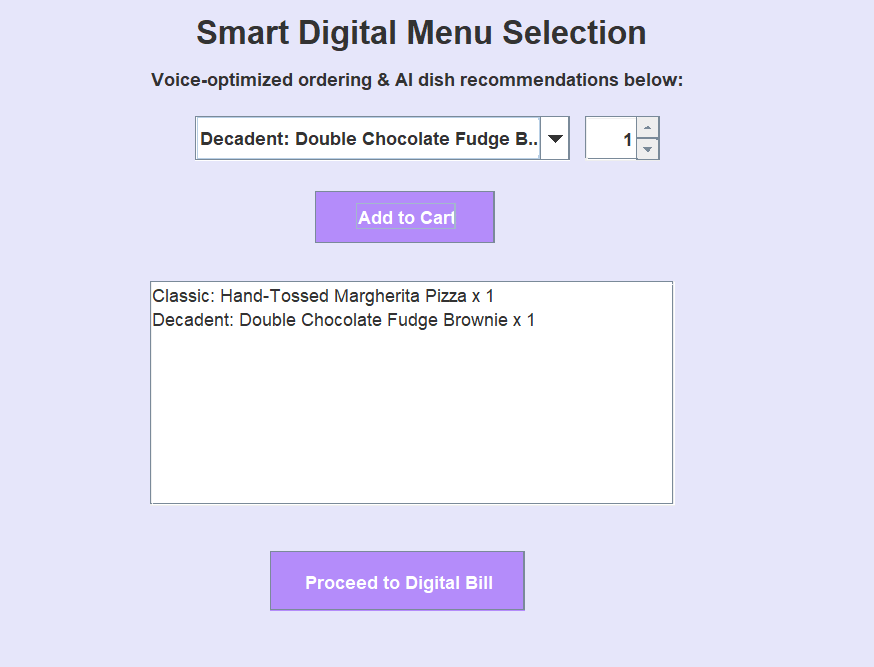 Smart Digital Menu Selection
Voice-optimized ordering & AI dish recommendations below:
Decadent: Double Chocolate Fudge B.. 1
Add to Cart
Classic: Hand-Tossed Margherita Pizza x 1
Decadent: Double Chocolate Fudge Brownie x 1
Proceed to Digital Bill